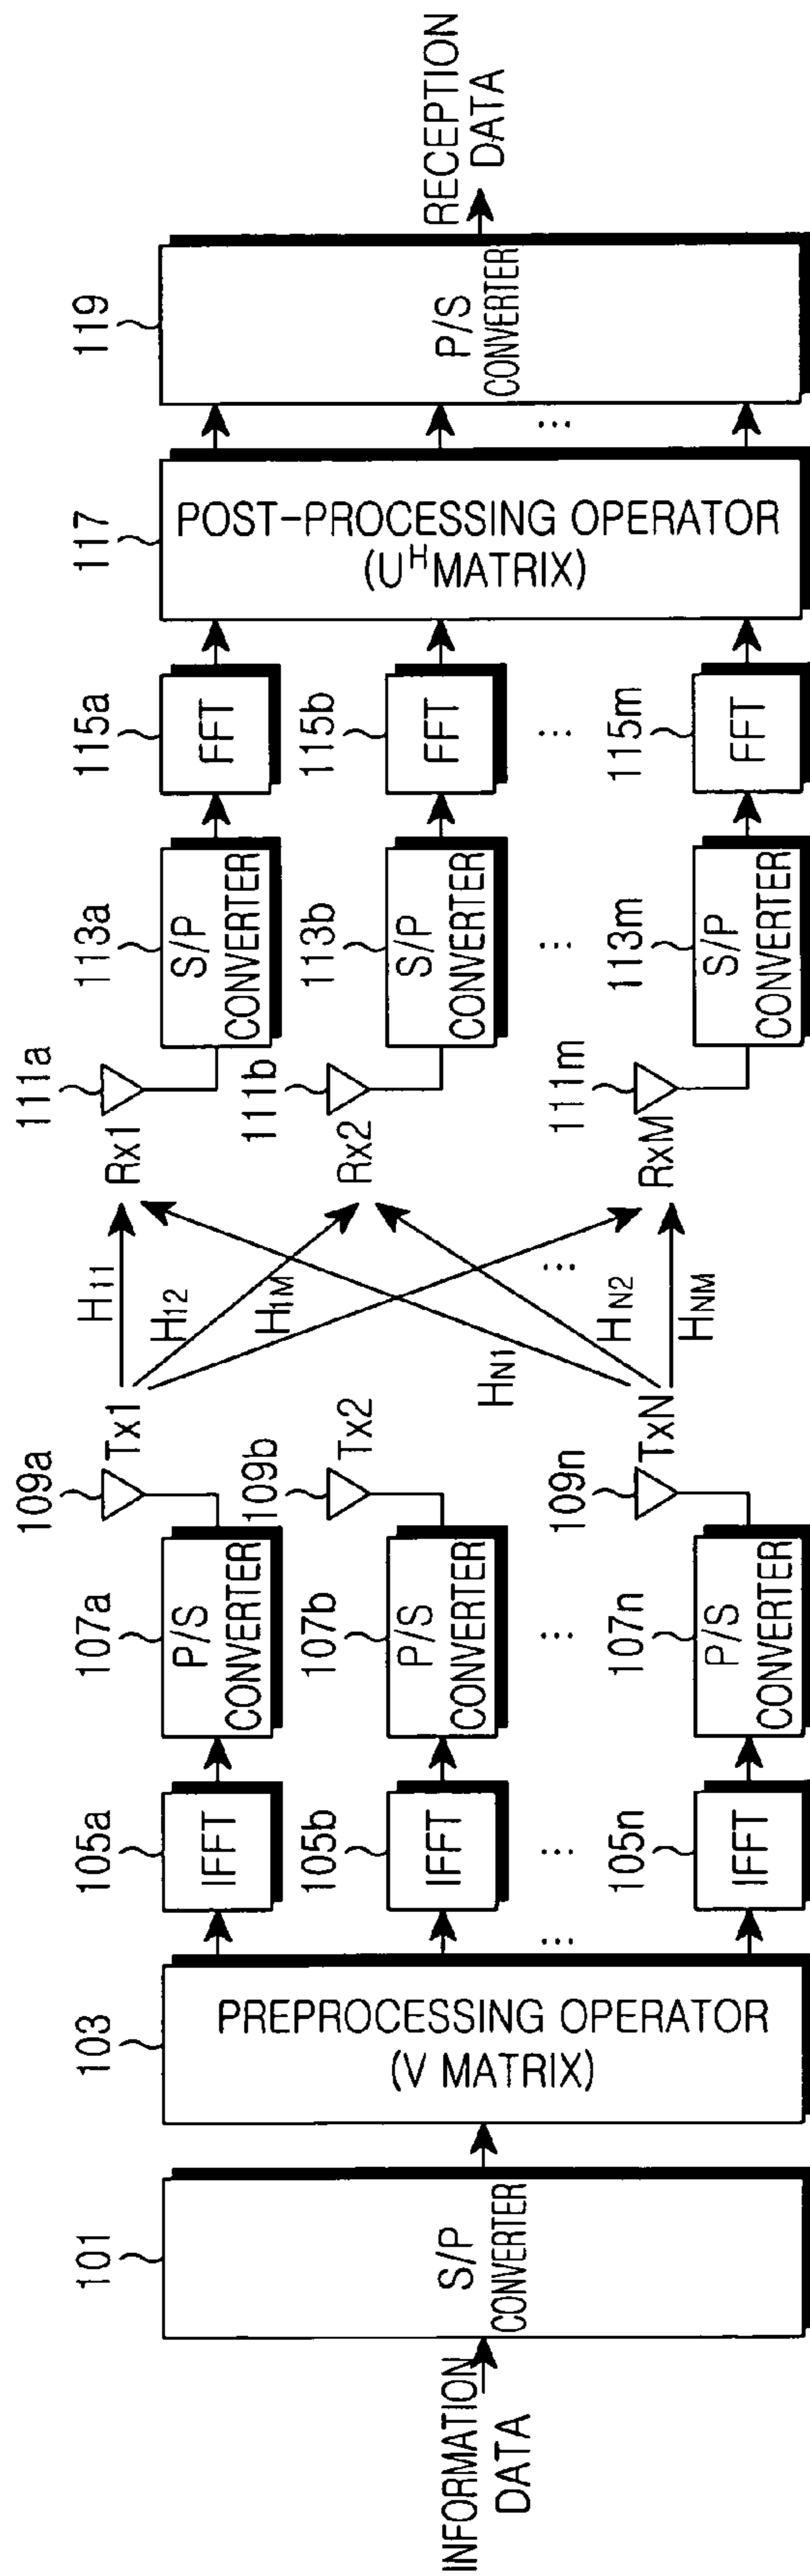 INFORMATION
DATA
101
S/P
CONVERTER
103
PREPROCESSING OPERATOR
(V MATRIX)
...
105a
IFFT
105b
IFFT
...
105n
IFFT
107a
P/S
CONVERTER
107b
P/S
CONVERTER
...
107n
P/S
CONVERTER
109a
Tx1
109b
Tx2
109n
TxN
H11
H12
H1M
HN1
HN2
HNM
...
111a
Rx1
111b
Rx2
111m
RxM
113a
S/P
CONVERTER
113b
S/P
CONVERTER
...
113m
S/P
CONVERTER
115a
FFT
115b
FFT
...
115m
FFT
117
POST-PROCESSING OPERATOR
(U^H MATRIX)
...
119
P/S
CONVERTER
RECEPTION
DATA